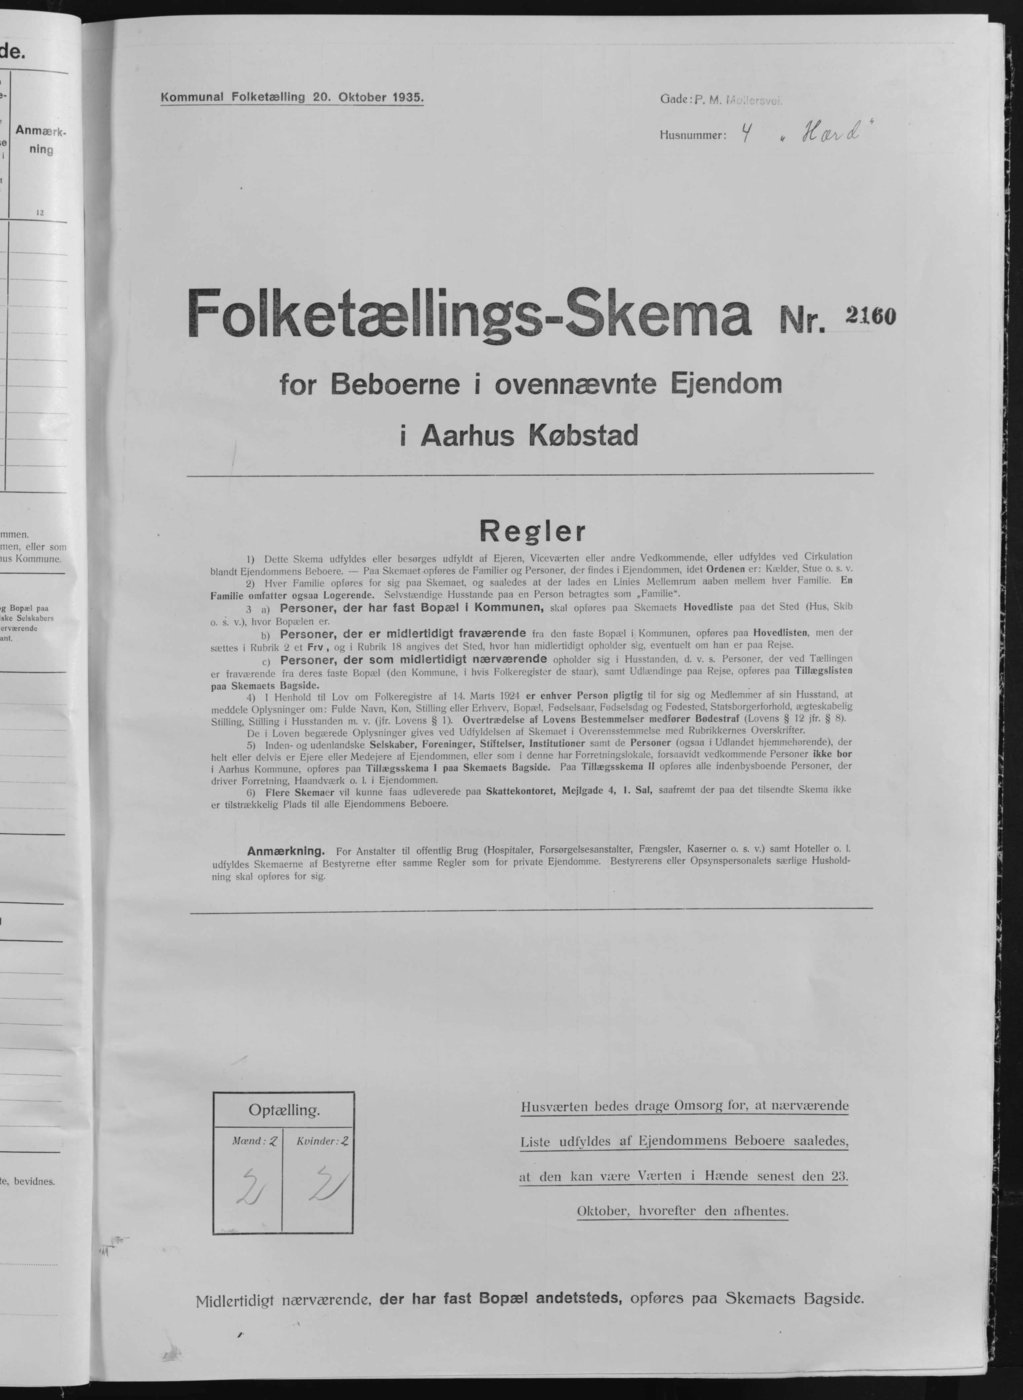 de.
Anmærk-
ning
12
mmen.
men, eller som
us Kommune.
g Bopæl paa
ske Selskabers
erværende
ant.
te, bevidnes.
Kommunal Folketælling 20. Oktober 1935.
Gade: P. M. Møllersvej.
Husnummer: 4 „Hard"
Folketællings-Skema Nr. 2160
for Beboerne i ovennævnte Ejendom
i Aarhus Købstad
Regler
1) Dette Skema udfyldes eller besørges udfyldt af Ejeren, Viceværten eller andre Vedkommende, eller udfyldes ved Cirkulation
blandt Ejendommens Beboere. — Paa Skemaet opføres de Familier og Personer, der findes i Ejendommen, idet Ordenen er: Kælder, Stue o. s. v.
2) Hver Familie opføres for sig paa Skemaet, og saaledes at der lades en Linies Mellemrum aaben mellem hver Familie. En
Familie omfatter ogsaa Logerende. Selvstændige Husstande paa en Person betragtes som „Familie".
3 a) Personer, der har fast Bopæl i Kommunen, skal opføres paa Skemaets Hovedliste paa det Sted (Hus, Skib
o. s. v.), hvor Bopælen er.
b) Personer, der er midlertidigt fraværende fra den faste Bopæl i Kommunen, opføres paa Hovedlisten, men der
sættes i Rubrik 2 et Frv, og i Rubrik 18 angives det Sted, hvor han midlertidigt opholder sig, eventuelt om han er paa Rejse.
c) Personer, der som midlertidigt nærværende opholder sig i Husstanden, d. v. s. Personer, der ved Tællingen
er fraværende fra deres faste Bopæl (den Kommune, i hvis Folkeregister de staar), samt Udlændinge paa Rejse, opføres paa Tillægslisten
paa Skemaets Bagside.
4) I Henhold til Lov om Folkeregistre af 14. Marts 1924 er enhver Person pligtig til for sig og Medlemmer af sin Husstand, at
meddele Oplysninger om: Fulde Navn, Køn, Stilling eller Erhverv, Bopæl, Fødselsaar, Fødselsdag og Fødested, Statsborgerforhold, ægteskabelig
Stilling, Stilling i Husstanden m. v. (jfr. Lovens § 1). Overtrædelse af Lovens Bestemmelser medfører Bødestraf (Lovens § 12 jfr. § 8).
De i Loven begærede Oplysninger gives ved Udfyldelsen af Skemaet i Overensstemmelse med Rubrikkernes Overskrifter.
5) Inden- og udenlandske Selskaber, Foreninger, Stiftelser, Institutioner samt de Personer (ogsaa i Udlandet hjemmehørende), der
helt eller delvis er Ejere eller Medejere af Ejendommen, eller som i denne har Forretningslokale, forsaavidt vedkommende Personer ikke bor
i Aarhus Kommune, opføres paa Tillægsskema I paa Skemaets Bagside. Paa Tillægsskema II opføres alle indenbysboende Personer, der
driver Forretning, Haandværk o. l. i Ejendommen.
6) Flere Skemaer vil kunne faas udleverede paa Skattekontoret, Mejlgade 4, 1. Sal, saafremt der paa det tilsendte Skema ikke
er tilstrækkelig Plads til alle Ejendommens Beboere.
Anmærkning. For Anstalter til offentlig Brug (Hospitaler, Forsørgelsesanstalter, Fængsler, Kaserner o. s. v.) samt Hoteller o. l.
udfyldes Skemaerne af Bestyrerne efter samme Regler som for private Ejendomme. Bestyrerens eller Opsynspersonalets særlige Hushold-
ning skal opføres for sig.
Optælling.
Mænd: 2 Kvinder: 2
2 2
Husværten bedes drage Omsorg for, at nærværende
Liste udfyldes af Ejendommens Beboere saaledes,
at den kan være Værten i Hænde senest den 23.
Oktober, hvorefter den afhentes.
Midlertidigt nærværende, der har fast Bopæl andetsteds, opføres paa Skemaets Bagside.